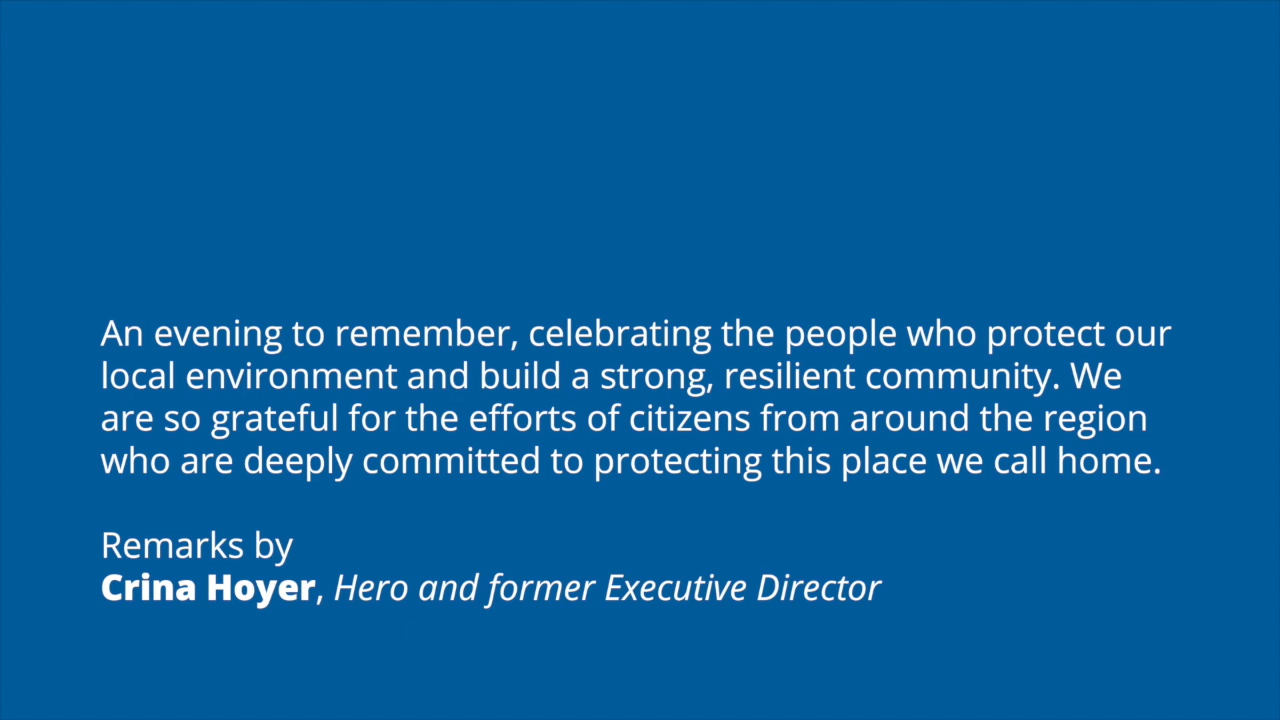 An evening to remember, celebrating the people who protect our
local environment and build a strong, resilient community. We
are so grateful for the efforts of citizens from around the region
who are deeply committed to protecting this place we call home.
Remarks by
Crina Hoyer, Hero and former Executive Director